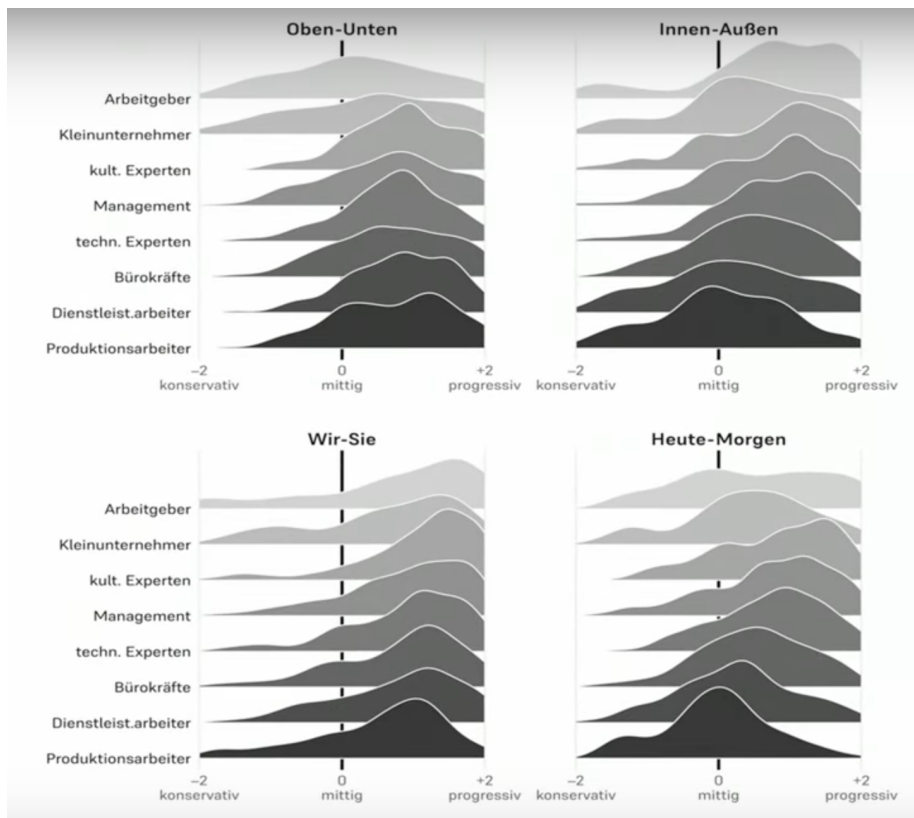 Oben-Unten
Innen-Außen
Arbeitgeber
Kleinunternehmer
kult. Experten
Management
techn. Experten
Bürokräfte
Dienstleist.arbeiter
Produktionsarbeiter
−2 0 +2 −2 0 +2
konservativ mittig progressiv konservativ mittig progressiv
Wir-Sie
Heute-Morgen
Arbeitgeber
Kleinunternehmer
kult. Experten
Management
techn. Experten
Bürokräfte
Dienstleist.arbeiter
Produktionsarbeiter
−2 0 +2 −2 0 +2
konservativ mittig progressiv konservativ mittig progressiv